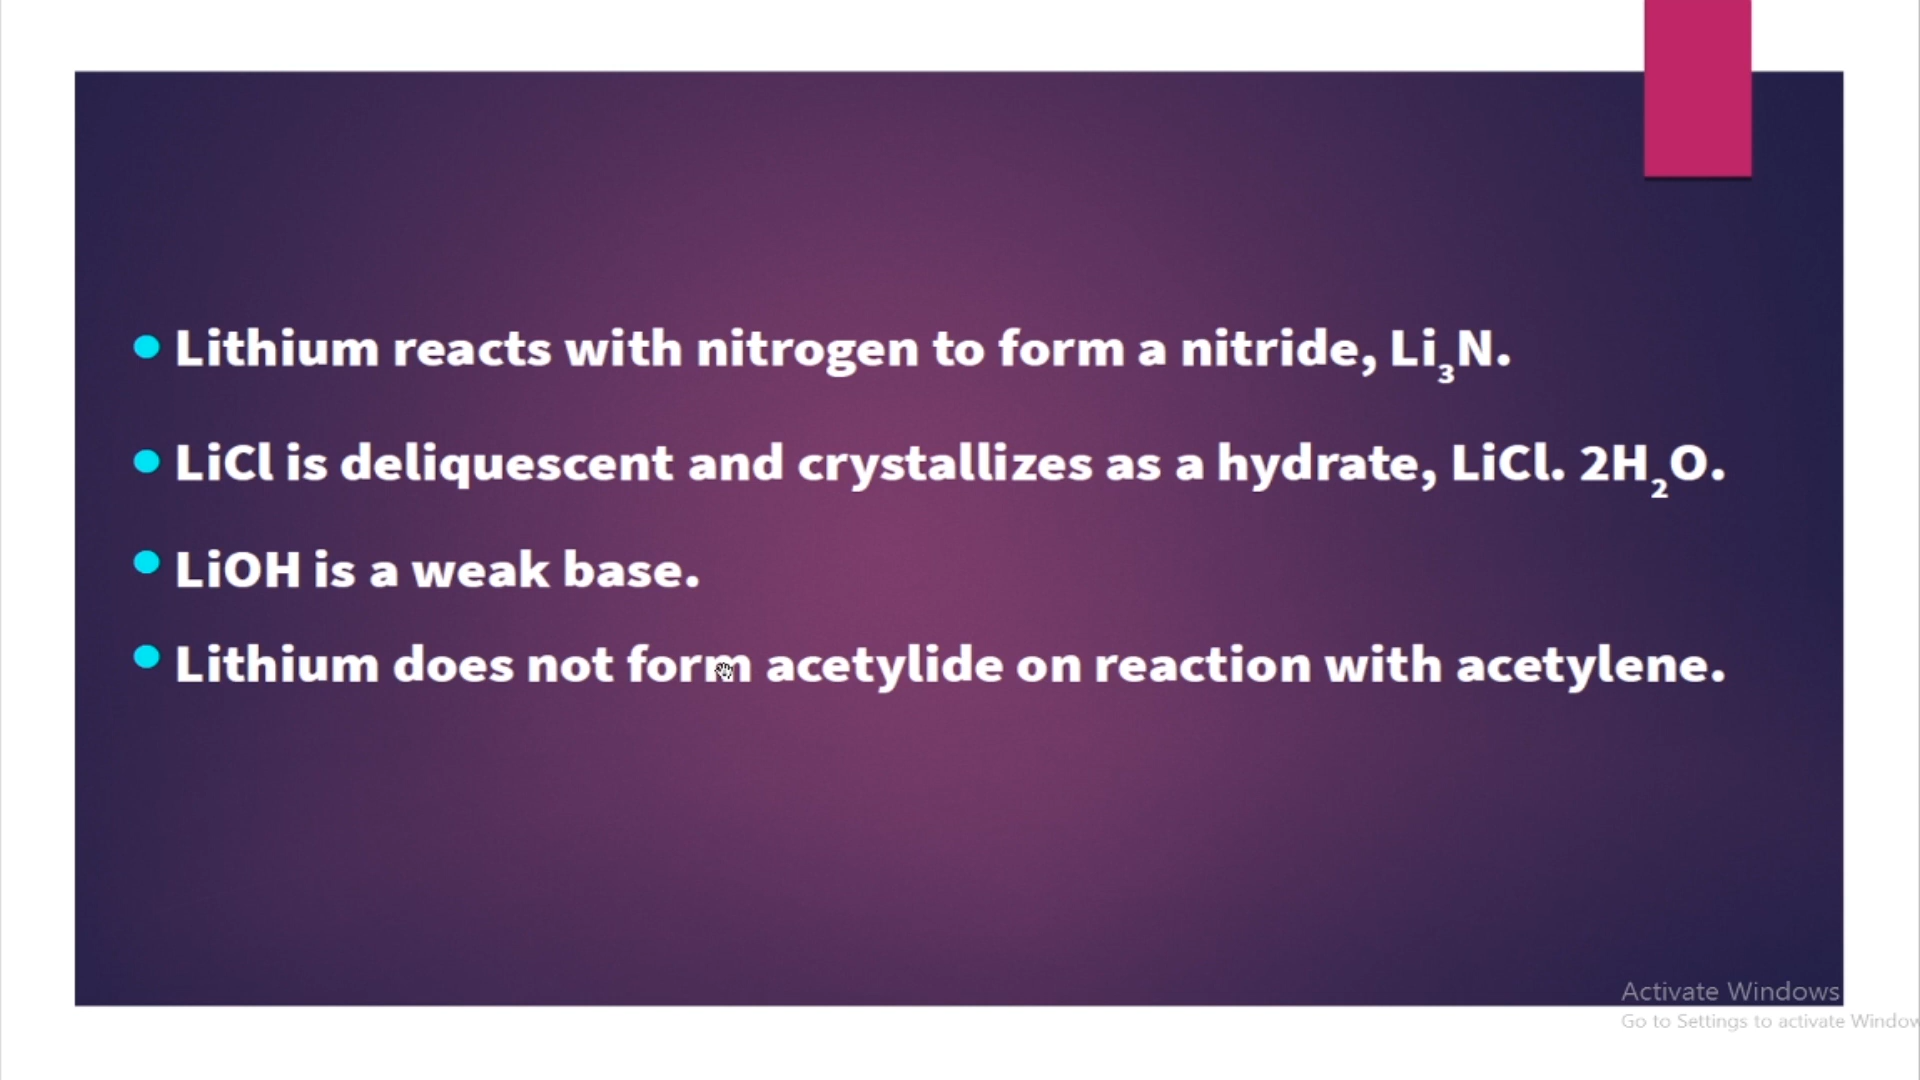 Lithium reacts with nitrogen to form a nitride, Li₃N.
LiCl is deliquescent and crystallizes as a hydrate, LiCl. 2H₂O.
LiOH is a weak base.
Lithium does not form acetylide on reaction with acetylene.
Activate Windows
Go to Settings to activate Window